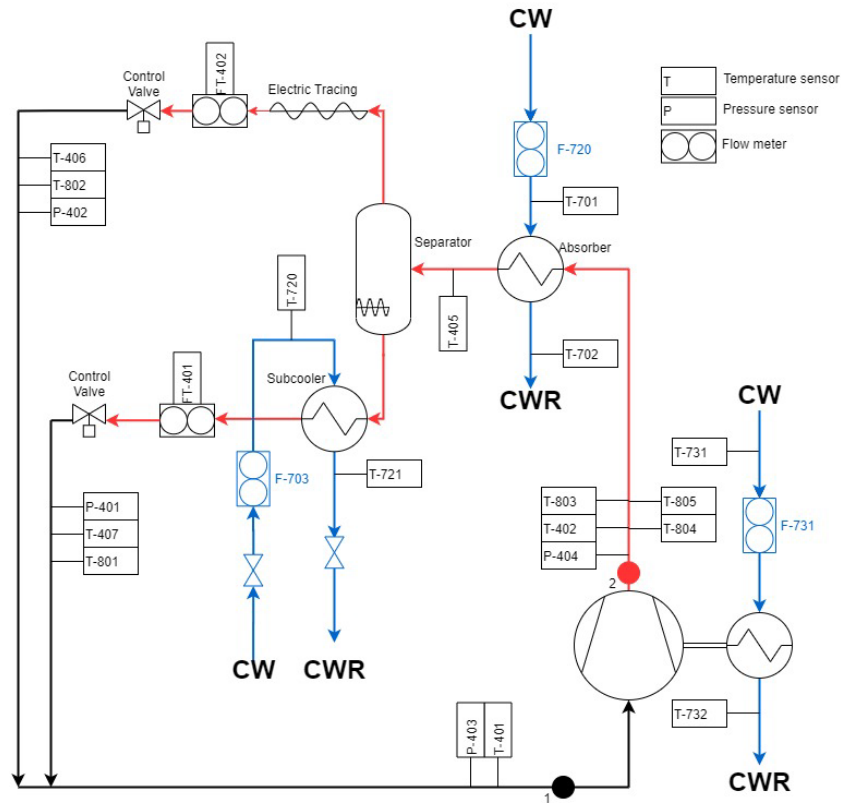 CW
FT-402
Control
Valve
Electric Tracing
T
Temperature sensor
P
Pressure sensor
Flow meter
F-720
T-406
T-802
P-402
T-701
Separator
Absorber
T-720
T-405
T-702
CWR
Control
Valve
FT-401
Subcooler
CW
T-731
F-703
T-721
P-401
T-407
T-801
T-803
T-402
P-404
T-805
T-804
F-731
2
CW
CWR
T-732
P-403
T-401
1
CWR